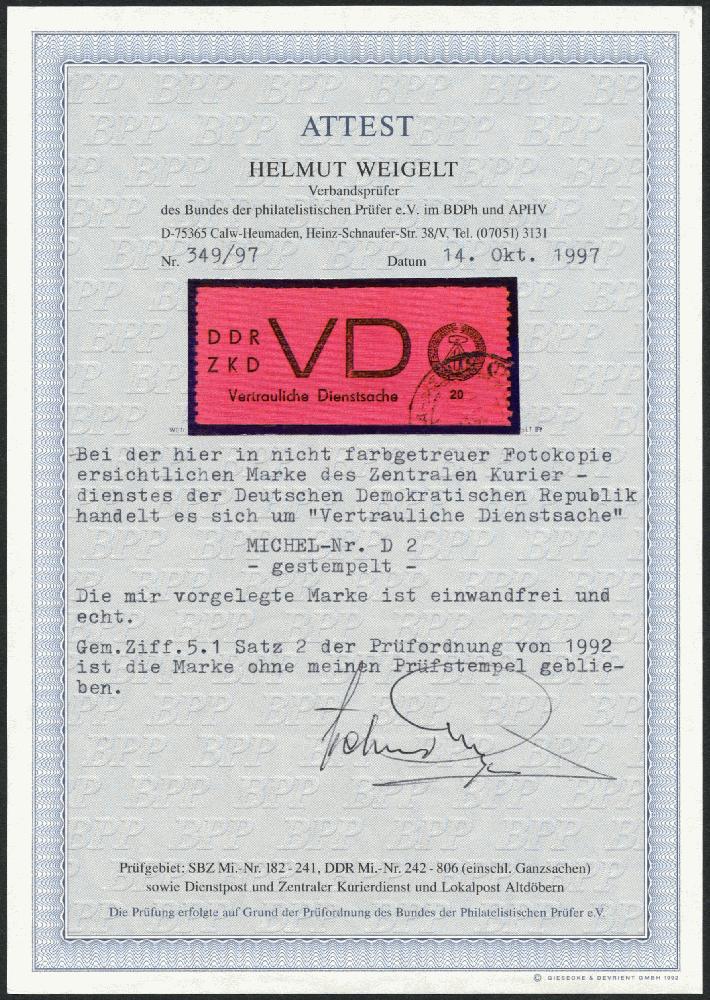 ATTEST
HELMUT WEIGELT
Verbandsprüfer
des Bundes der philatelistischen Prüfer e.V. im BDPh und APHV
D-75365 Calw-Heumaden, Heinz-Schnaufer-Str. 38/V, Tel. (07051) 3131
Nr. 349/97 Datum 14. Okt. 1997
DDR VD
ZKD
Vertrauliche Dienstsache 20
Bei der hier in nicht farbgetreuer Fotokopie
ersichtlichen Marke des Zentralen Kurier -
dienstes der Deutschen Demokratischen Republik
handelt es sich um "Vertrauliche Dienstsache"
MICHEL-Nr. D 2
- gestempelt -
Die mir vorgelegte Marke ist einwandfrei und
echt.
Gem.Ziff.5.1 Satz 2 der Prüfordnung von 1992
ist die Marke ohne meinen Prüfstempel geblie-
ben.
Prüfgebiet: SBZ Mi.-Nr. 182 - 241, DDR Mi.-Nr. 242 - 806 (einschl. Ganzsachen)
sowie Dienstpost und Zentraler Kurierdienst und Lokalpost Altdöbern
Die Prüfung erfolgte auf Grund der Prüfordnung des Bundes der Philatelistischen Prüfer e.V.
© GIESECKE & DEVRIENT GMBH 1992